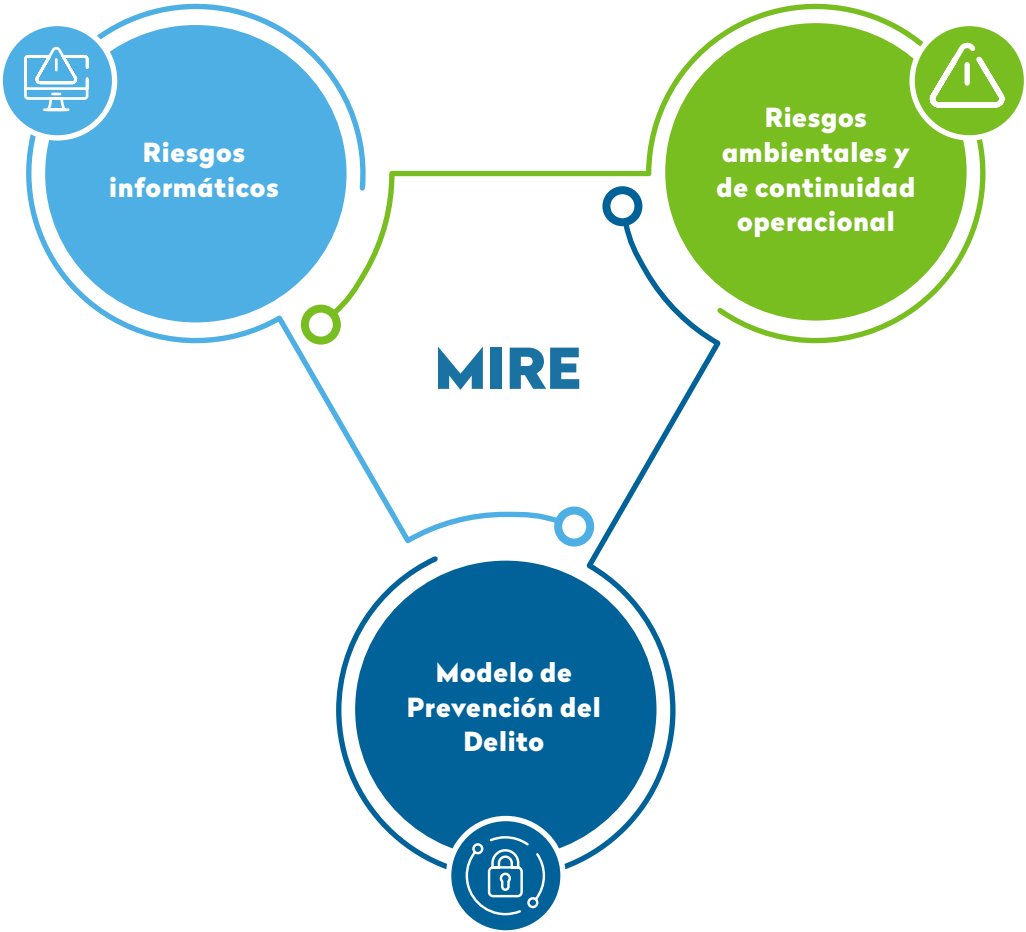 Riesgos
informáticos
Riesgos
ambientales y
de continuidad
operacional
MIRE
Modelo de
Prevención del
Delito